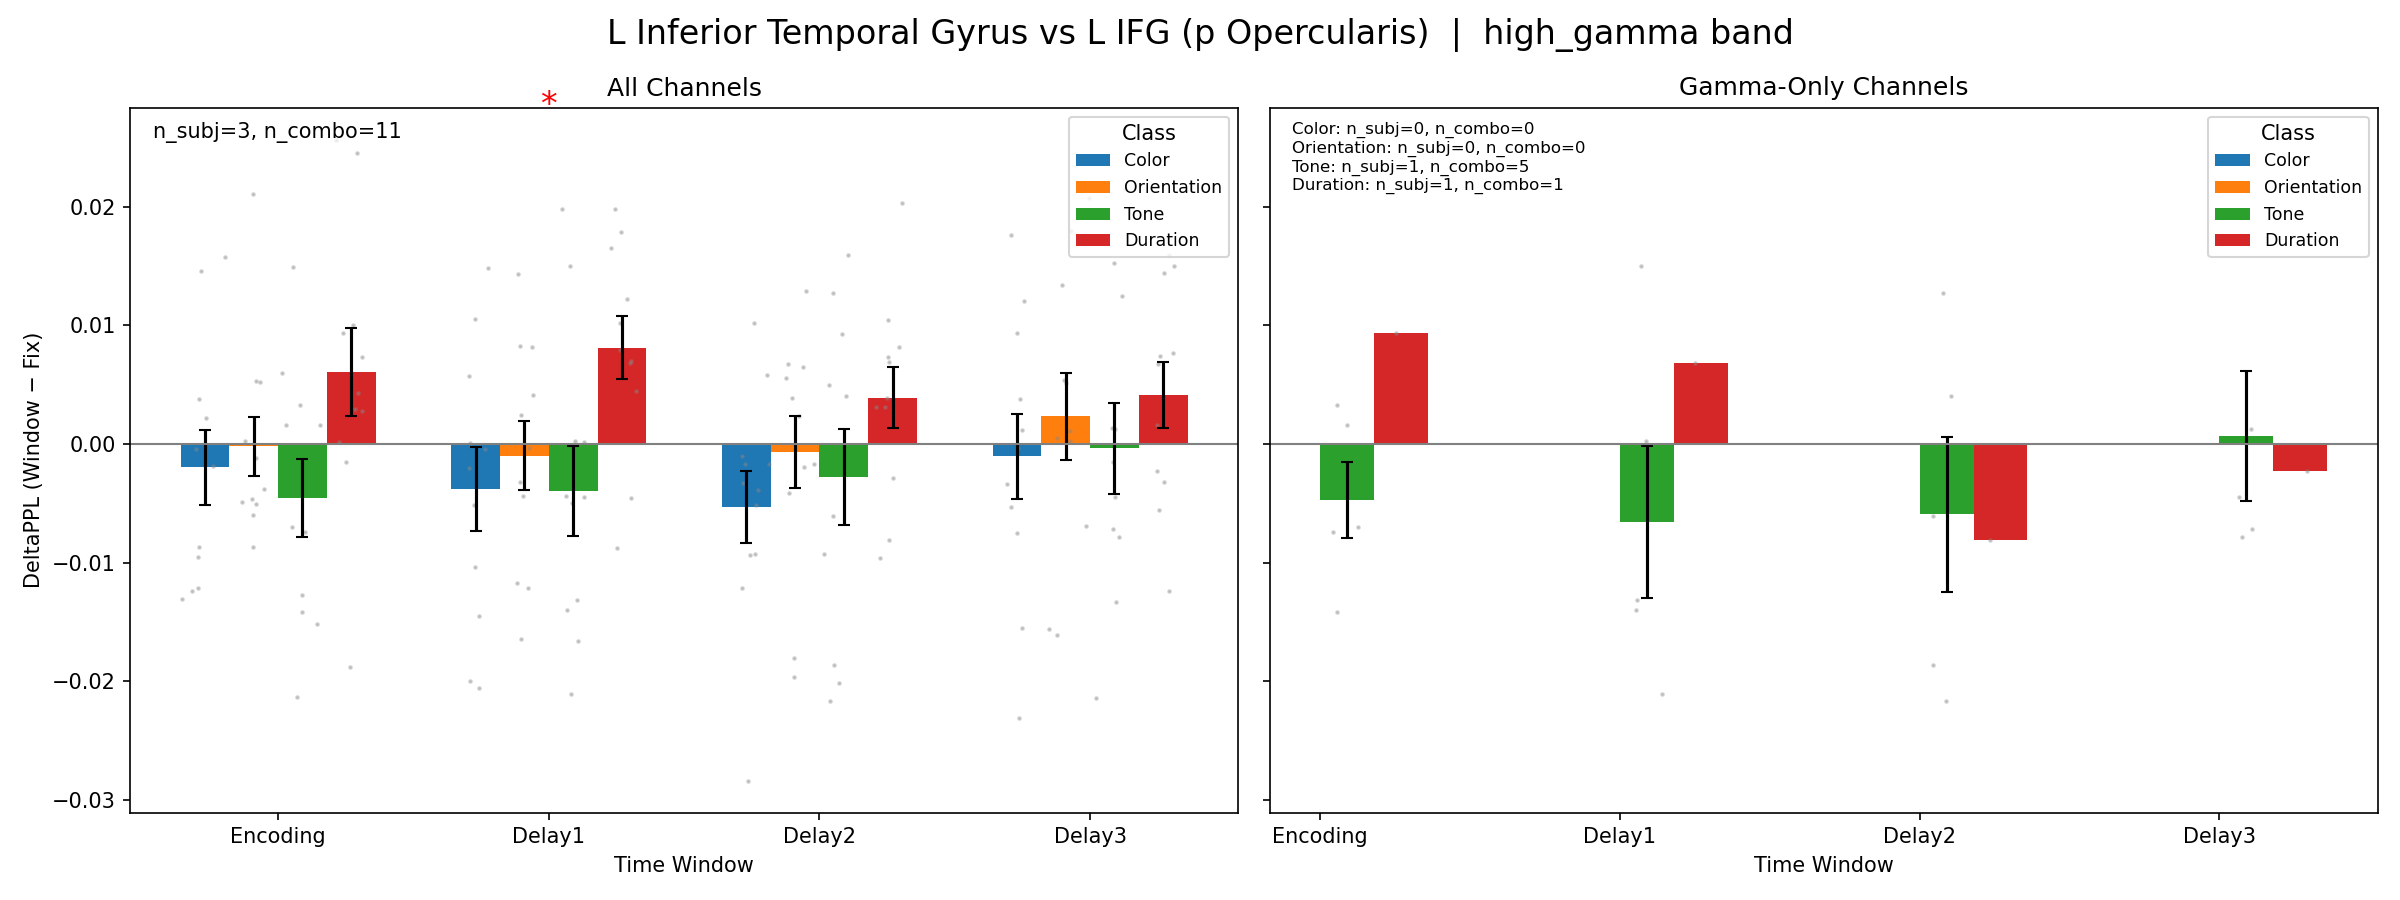 L Inferior Temporal Gyrus vs L IFG (p Opercularis) | high_gamma band
All Channels
*
n_subj=3, n_combo=11
Class
Color
Orientation
Tone
Duration
0.02
0.01
0.00
−0.01
−0.02
−0.03
DeltaPPL (Window − Fix)
Encoding
Delay1
Delay2
Delay3
Time Window
Gamma-Only Channels
Color: n_subj=0, n_combo=0
Orientation: n_subj=0, n_combo=0
Tone: n_subj=1, n_combo=5
Duration: n_subj=1, n_combo=1
Class
Color
Orientation
Tone
Duration
Encoding
Delay1
Delay2
Delay3
Time Window